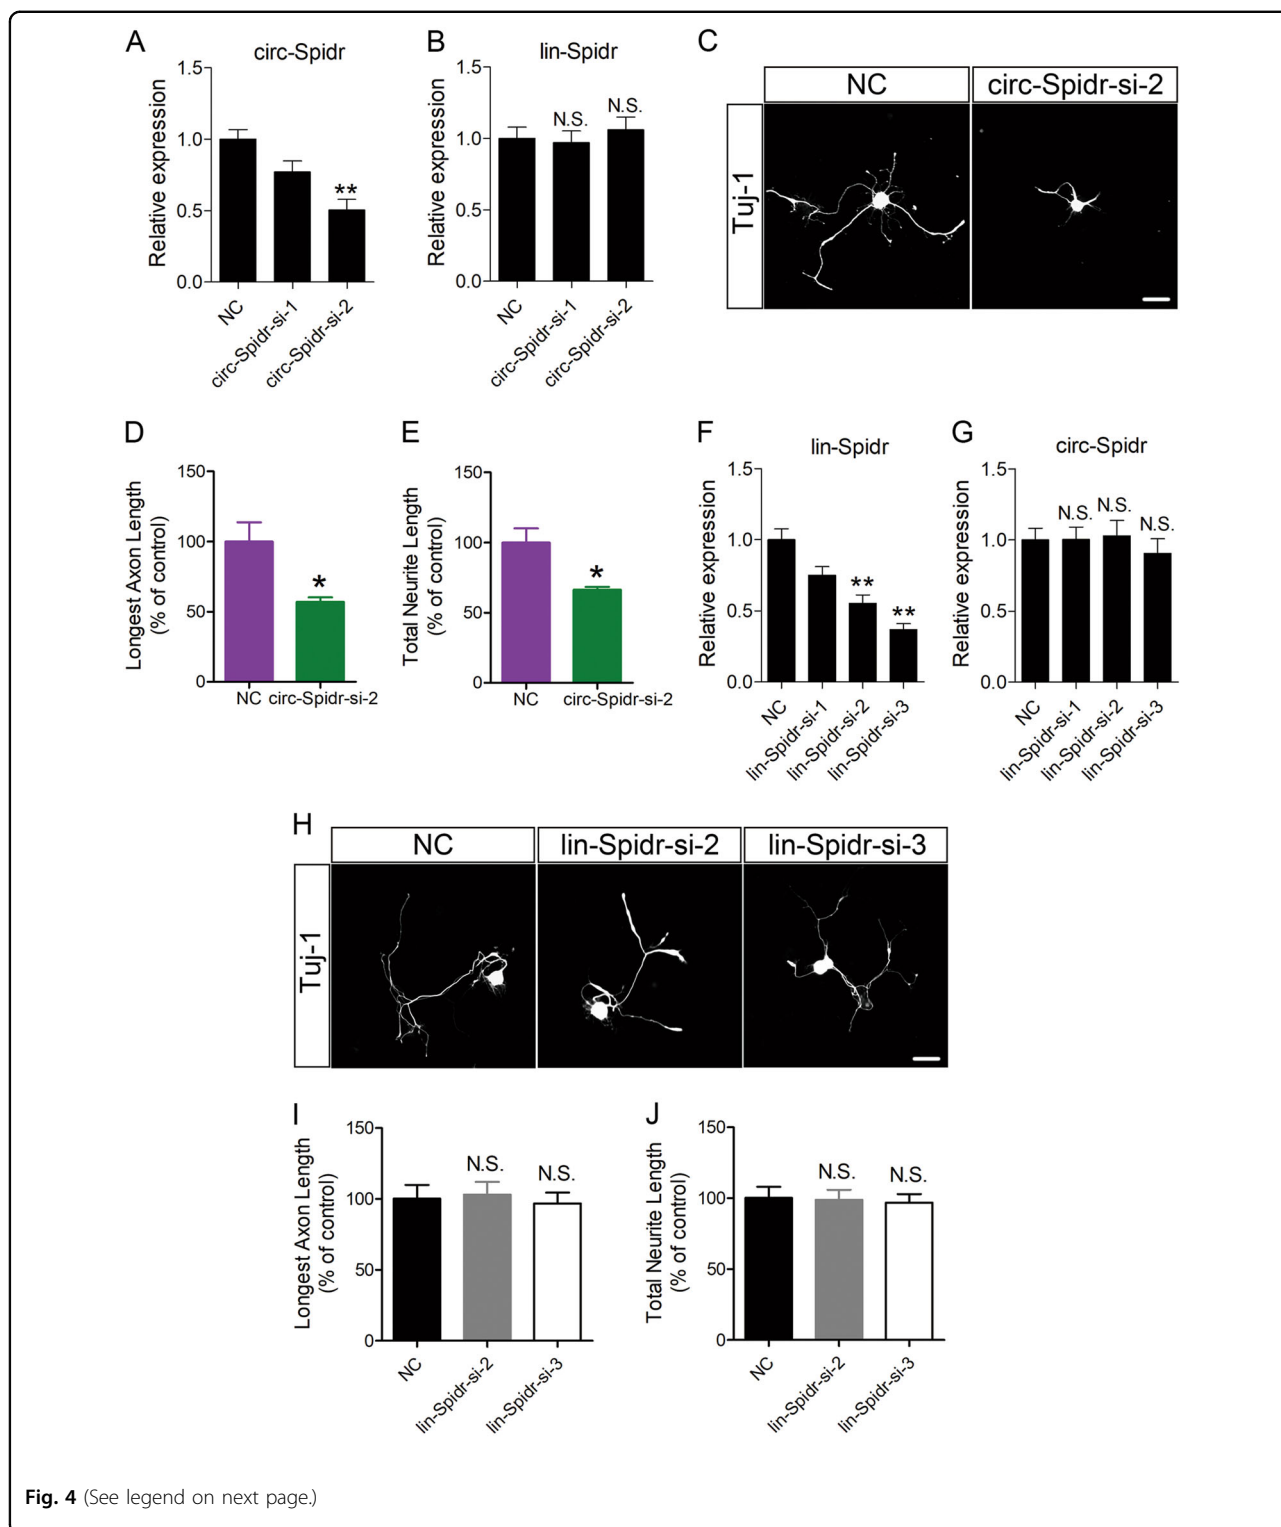 A
circ-Spidr
Relative expression
1.5
1.0
0.5
0.0
**
NC
circ-Spidr-si-1
circ-Spidr-si-2
B
lin-Spidr
Relative expression
1.5
1.0
0.5
0.0
N.S.
N.S.
NC
circ-Spidr-si-1
circ-Spidr-si-2
C
NC
circ-Spidr-si-2
Tuj-1
D
Longest Axon Length
(% of control)
150
100
50
0
*
NC
circ-Spidr-si-2
E
Total Neurite Length
(% of control)
150
100
50
0
*
NC
circ-Spidr-si-2
F
lin-Spidr
Relative expression
1.5
1.0
0.5
0.0
**
**
NC
lin-Spidr-si-1
lin-Spidr-si-2
lin-Spidr-si-3
G
circ-Spidr
Relative expression
1.5
1.0
0.5
0.0
N.S.
N.S.
N.S.
NC
lin-Spidr-si-1
lin-Spidr-si-2
lin-Spidr-si-3
H
NC
lin-Spidr-si-2
lin-Spidr-si-3
Tuj-1
I
Longest Axon Length
(% of control)
150
100
50
0
N.S.
N.S.
NC
lin-Spidr-si-2
lin-Spidr-si-3
J
Total Neurite Length
(% of control)
150
100
50
0
N.S.
N.S.
NC
lin-Spidr-si-2
lin-Spidr-si-3
Fig. 4 (See legend on next page.)